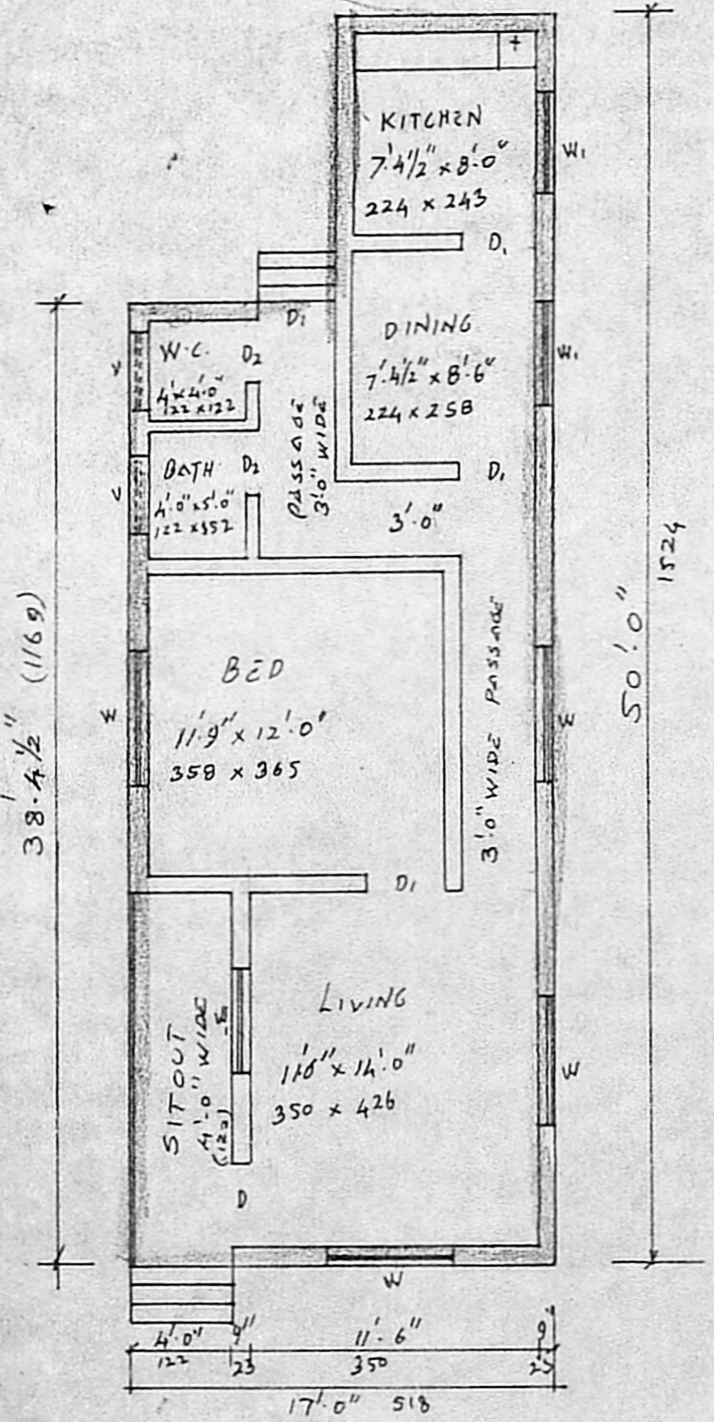 KITCHEN
7'.4½" x 8'.0"
224 x 243
W₁
D₁
DINING
7'.4½" x 8'.6"
224 x 258
W₁
D₁
3'.0"
D₁
W.C.
4'x4'.0"
122 x 122
D₂
V
BATH
4'.0"x5'.0"
122 x 152
D₂
V
PASSAGE
3'.0" WIDE
BED
11'.9" x 12'.0"
358 x 365
W
D₁
3'.0" WIDE PASSAGE
W
LIVING
11'.6" x 14'.0"
350 x 426
W
W
SITOUT
4'.0" WIDE
(122)
D
W
38'.4½" (1169)
50'.0"
1524
4'.0" 9" 11'.6" 9"
122 23 350 23
17'.0" 518